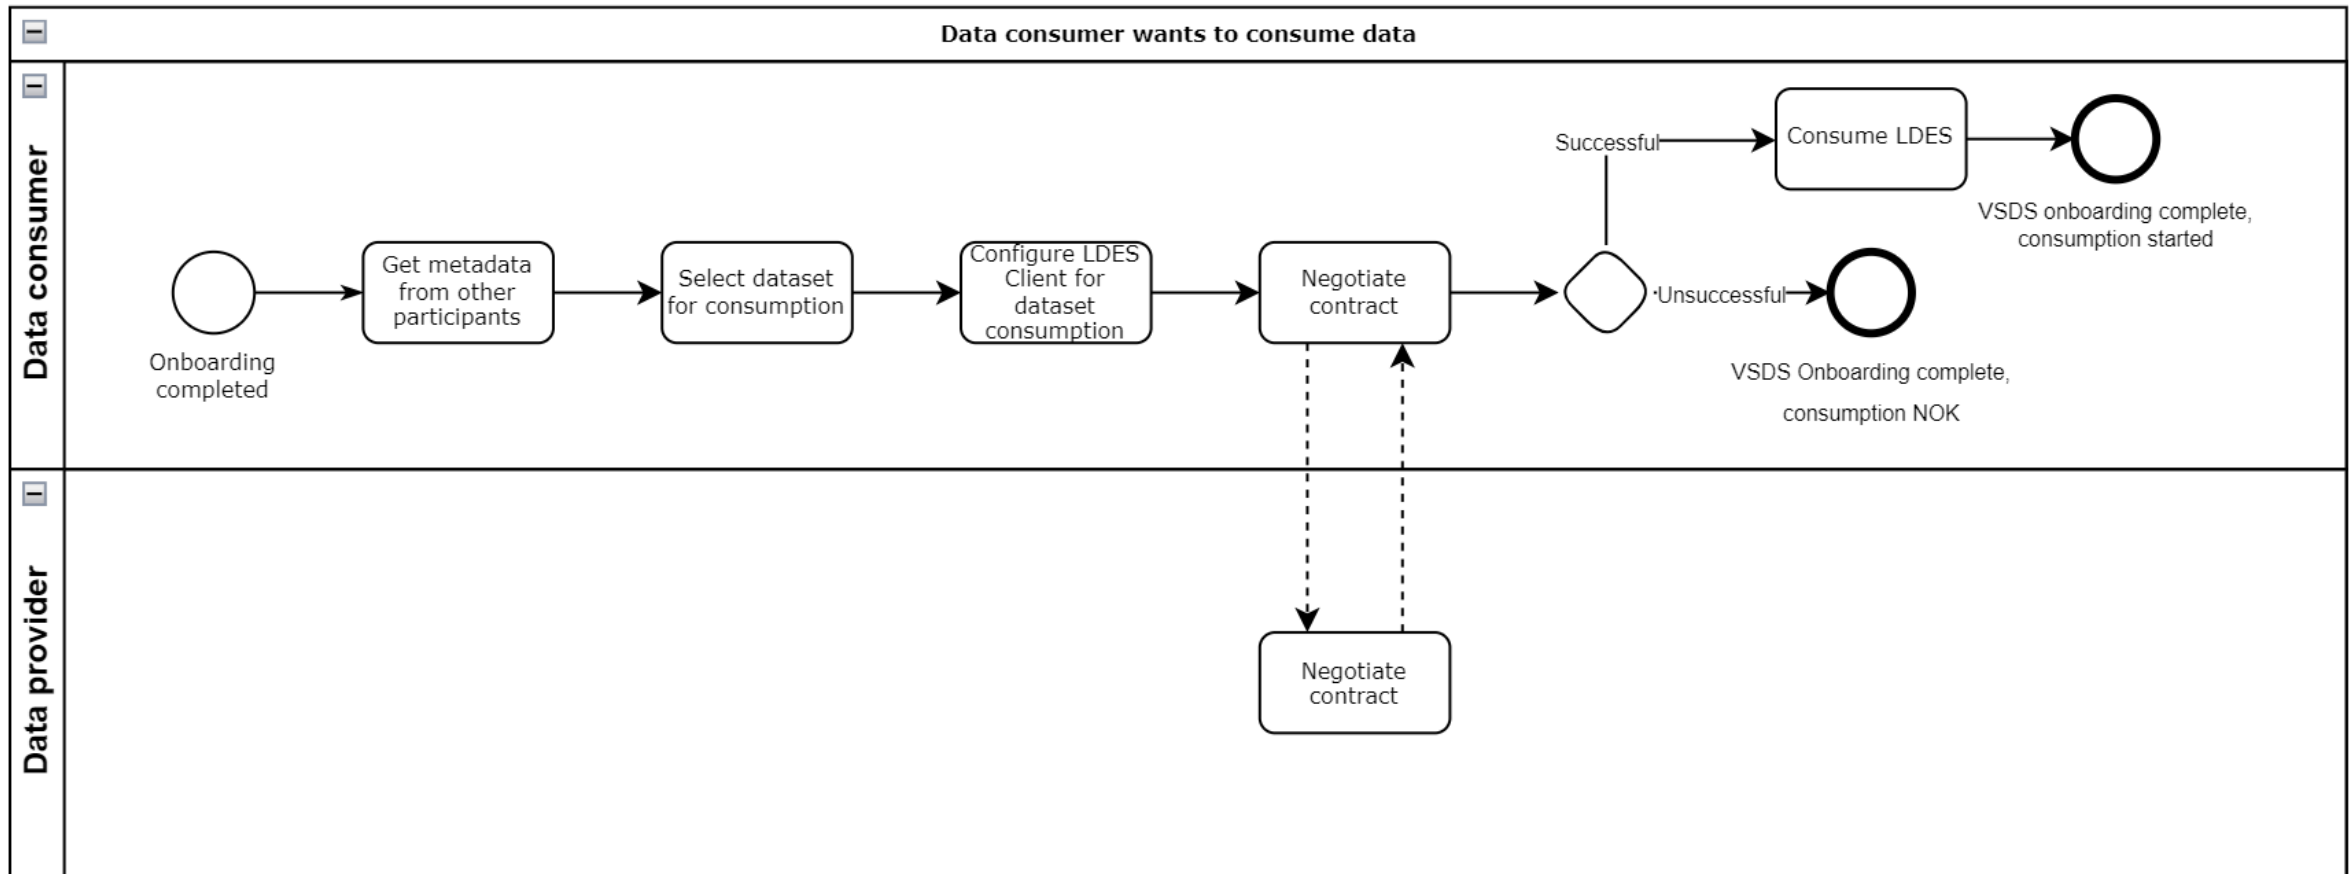 Data consumer wants to consume data
Data consumer
Successful
Consume LDES
VSDS onboarding complete,
consumption started
Onboarding
completed
Get metadata
from other
participants
Select dataset
for consumption
Configure LDES
Client for
dataset
consumption
Negotiate
contract
Unsuccessful
VSDS Onboarding complete,
consumption NOK
Data provider
Negotiate
contract